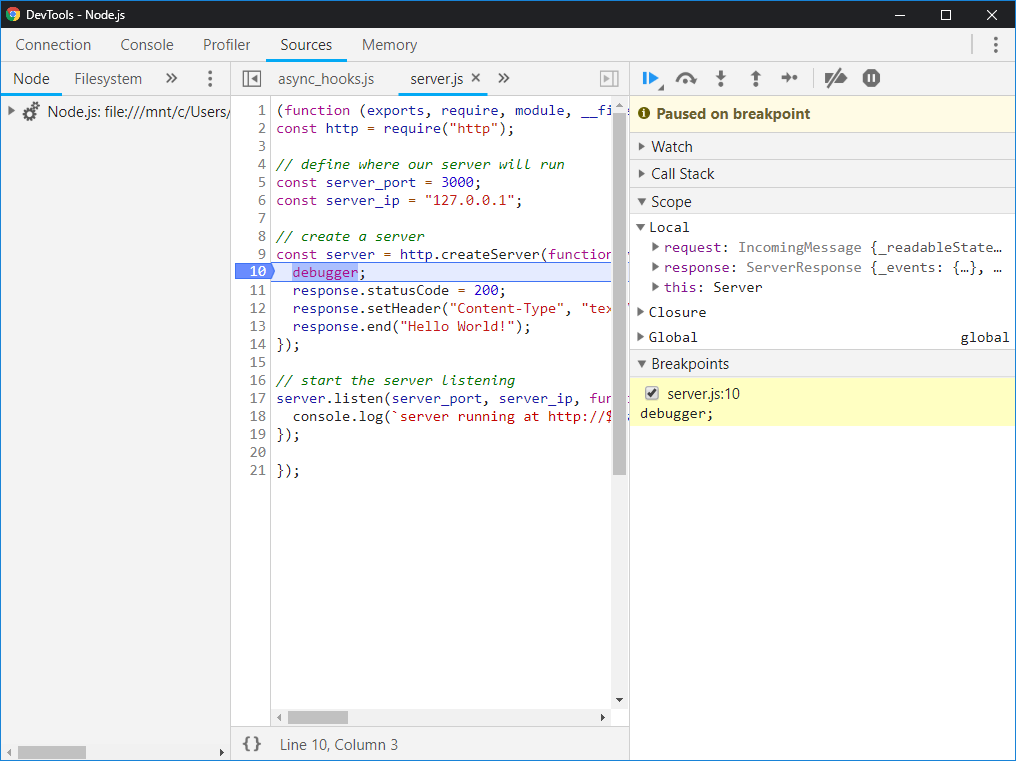 DevTools - Node.js
Connection Console Profiler Sources Memory
Node Filesystem » async_hooks.js server.js × »
Node.js: file:///mnt/c/Users/
1 (function (exports, require, module, __fi
2 const http = require("http");
3
4 // define where our server will run
5 const server_port = 3000;
6 const server_ip = "127.0.0.1";
7
8 // create a server
9 const server = http.createServer(function
10 debugger;
11 response.statusCode = 200;
12 response.setHeader("Content-Type", "tex
13 response.end("Hello World!");
14 });
15
16 // start the server listening
17 server.listen(server_port, server_ip, fun
18 console.log(`server running at http://$
19 });
20
21 });
{} Line 10, Column 3
Paused on breakpoint
Watch
Call Stack
Scope
Local
request: IncomingMessage {_readableState…
response: ServerResponse {_events: {…}, …
this: Server
Closure
Global global
Breakpoints
server.js:10
debugger;